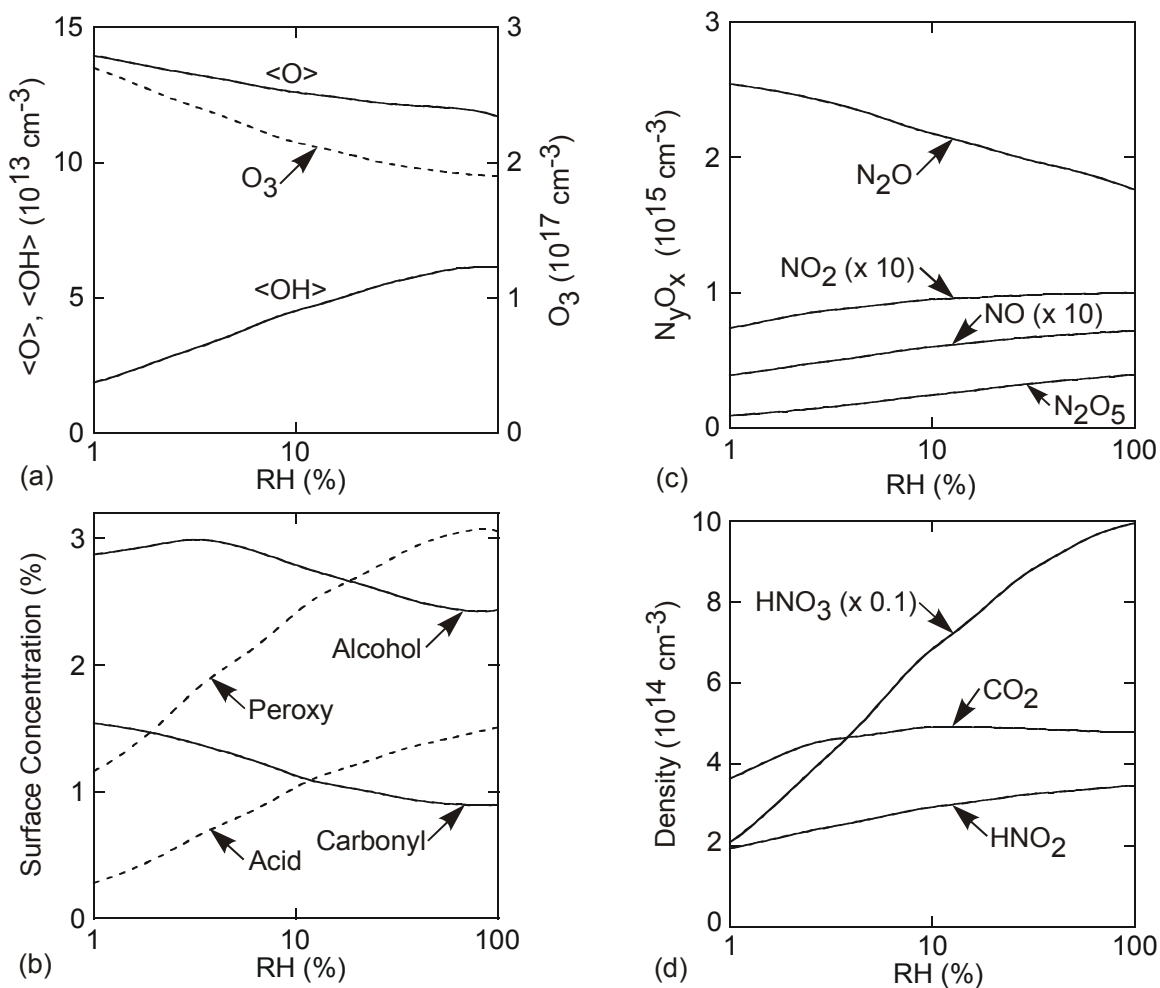 15
10
5
0
<O>, <OH> (10^13 cm^-3)
<O>
O3
<OH>
3
2
1
0
O3 (10^17 cm^-3)
1
10
100
RH (%)
(a)
3
2
1
0
Surface Concentration (%)
Alcohol
Peroxy
Carbonyl
Acid
1
10
100
RH (%)
(b)
3
2
1
0
NyOx (10^15 cm^-3)
N2O
NO2 (x 10)
NO (x 10)
N2O5
1
10
100
RH (%)
(c)
10
8
6
4
2
0
Density (10^14 cm^-3)
HNO3 (x 0.1)
CO2
HNO2
1
10
100
RH (%)
(d)